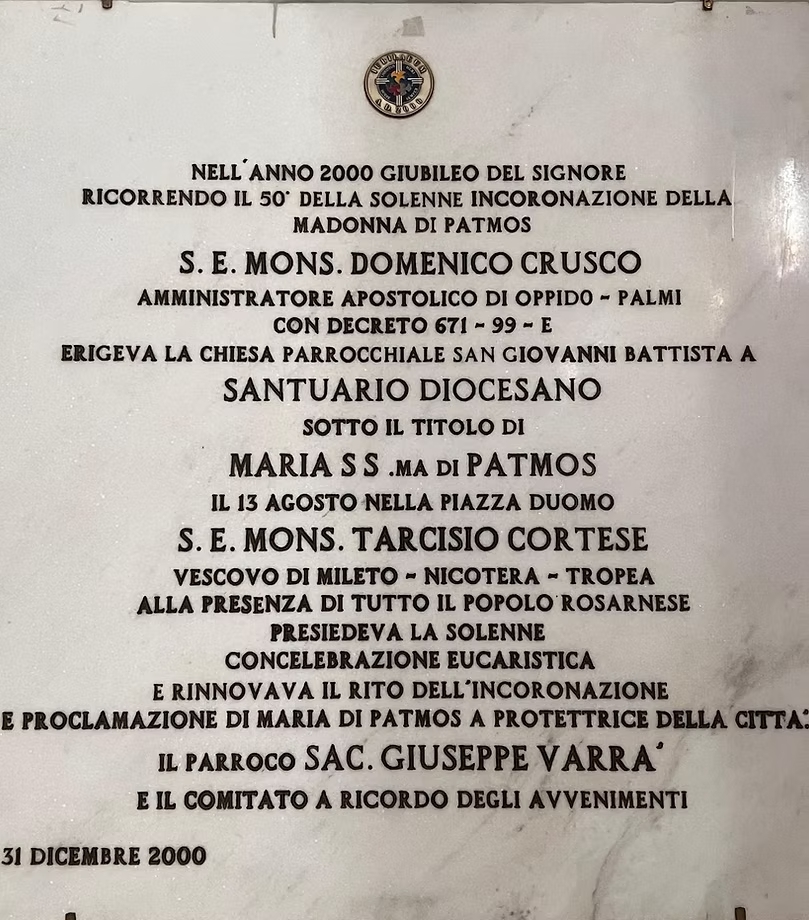 NELL'ANNO 2000 GIUBILEO DEL SIGNORE
RICORRENDO IL 50° DELLA SOLENNE INCORONAZIONE DELLA
MADONNA DI PATMOS
S. E. MONS. DOMENICO CRUSCO
AMMINISTRATORE APOSTOLICO DI OPPIDO - PALMI
CON DECRETO 671 - 99 - E
ERIGEVA LA CHIESA PARROCCHIALE SAN GIOVANNI BATTISTA A
SANTUARIO DIOCESANO
SOTTO IL TITOLO DI
MARIA S S .MA DI PATMOS
IL 13 AGOSTO NELLA PIAZZA DUOMO
S. E. MONS. TARCISIO CORTESE
VESCOVO DI MILETO - NICOTERA - TROPEA
ALLA PRESENZA DI TUTTO IL POPOLO ROSARNESE
PRESIEDEVA LA SOLENNE
CONCELEBRAZIONE EUCARISTICA
E RINNOVAVA IL RITO DELL'INCORONAZIONE
E PROCLAMAZIONE DI MARIA DI PATMOS A PROTETTRICE DELLA CITTA'.
IL PARROCO SAC. GIUSEPPE VARRA'
E IL COMITATO A RICORDO DEGLI AVVENIMENTI
31 DICEMBRE 2000